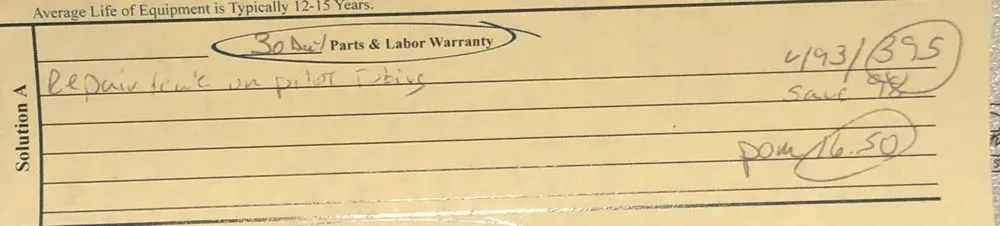 Average Life of Equipment is Typically 12-15 Years.
30 Day Parts & Labor Warranty
493/395
Repair on pilot Tubing
Save 98
Solution A
pom 16.50